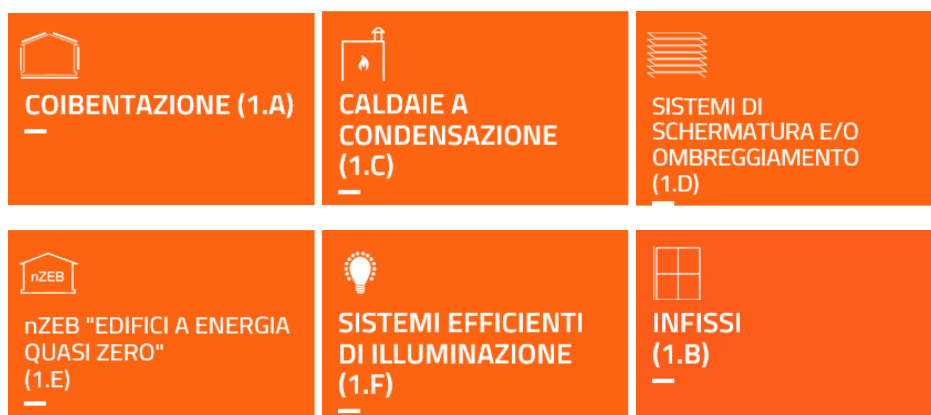 COIBENTAZIONE (1.A)
CALDAIE A
CONDENSAZIONE
(1.C)
SISTEMI DI
SCHERMATURA E/O
OMBREGGIAMENTO
(1.D)
nZEB
nZEB "EDIFICI A ENERGIA
QUASI ZERO"
(1.E)
SISTEMI EFFICIENTI
DI ILLUMINAZIONE
(1.F)
INFISSI
(1.B)